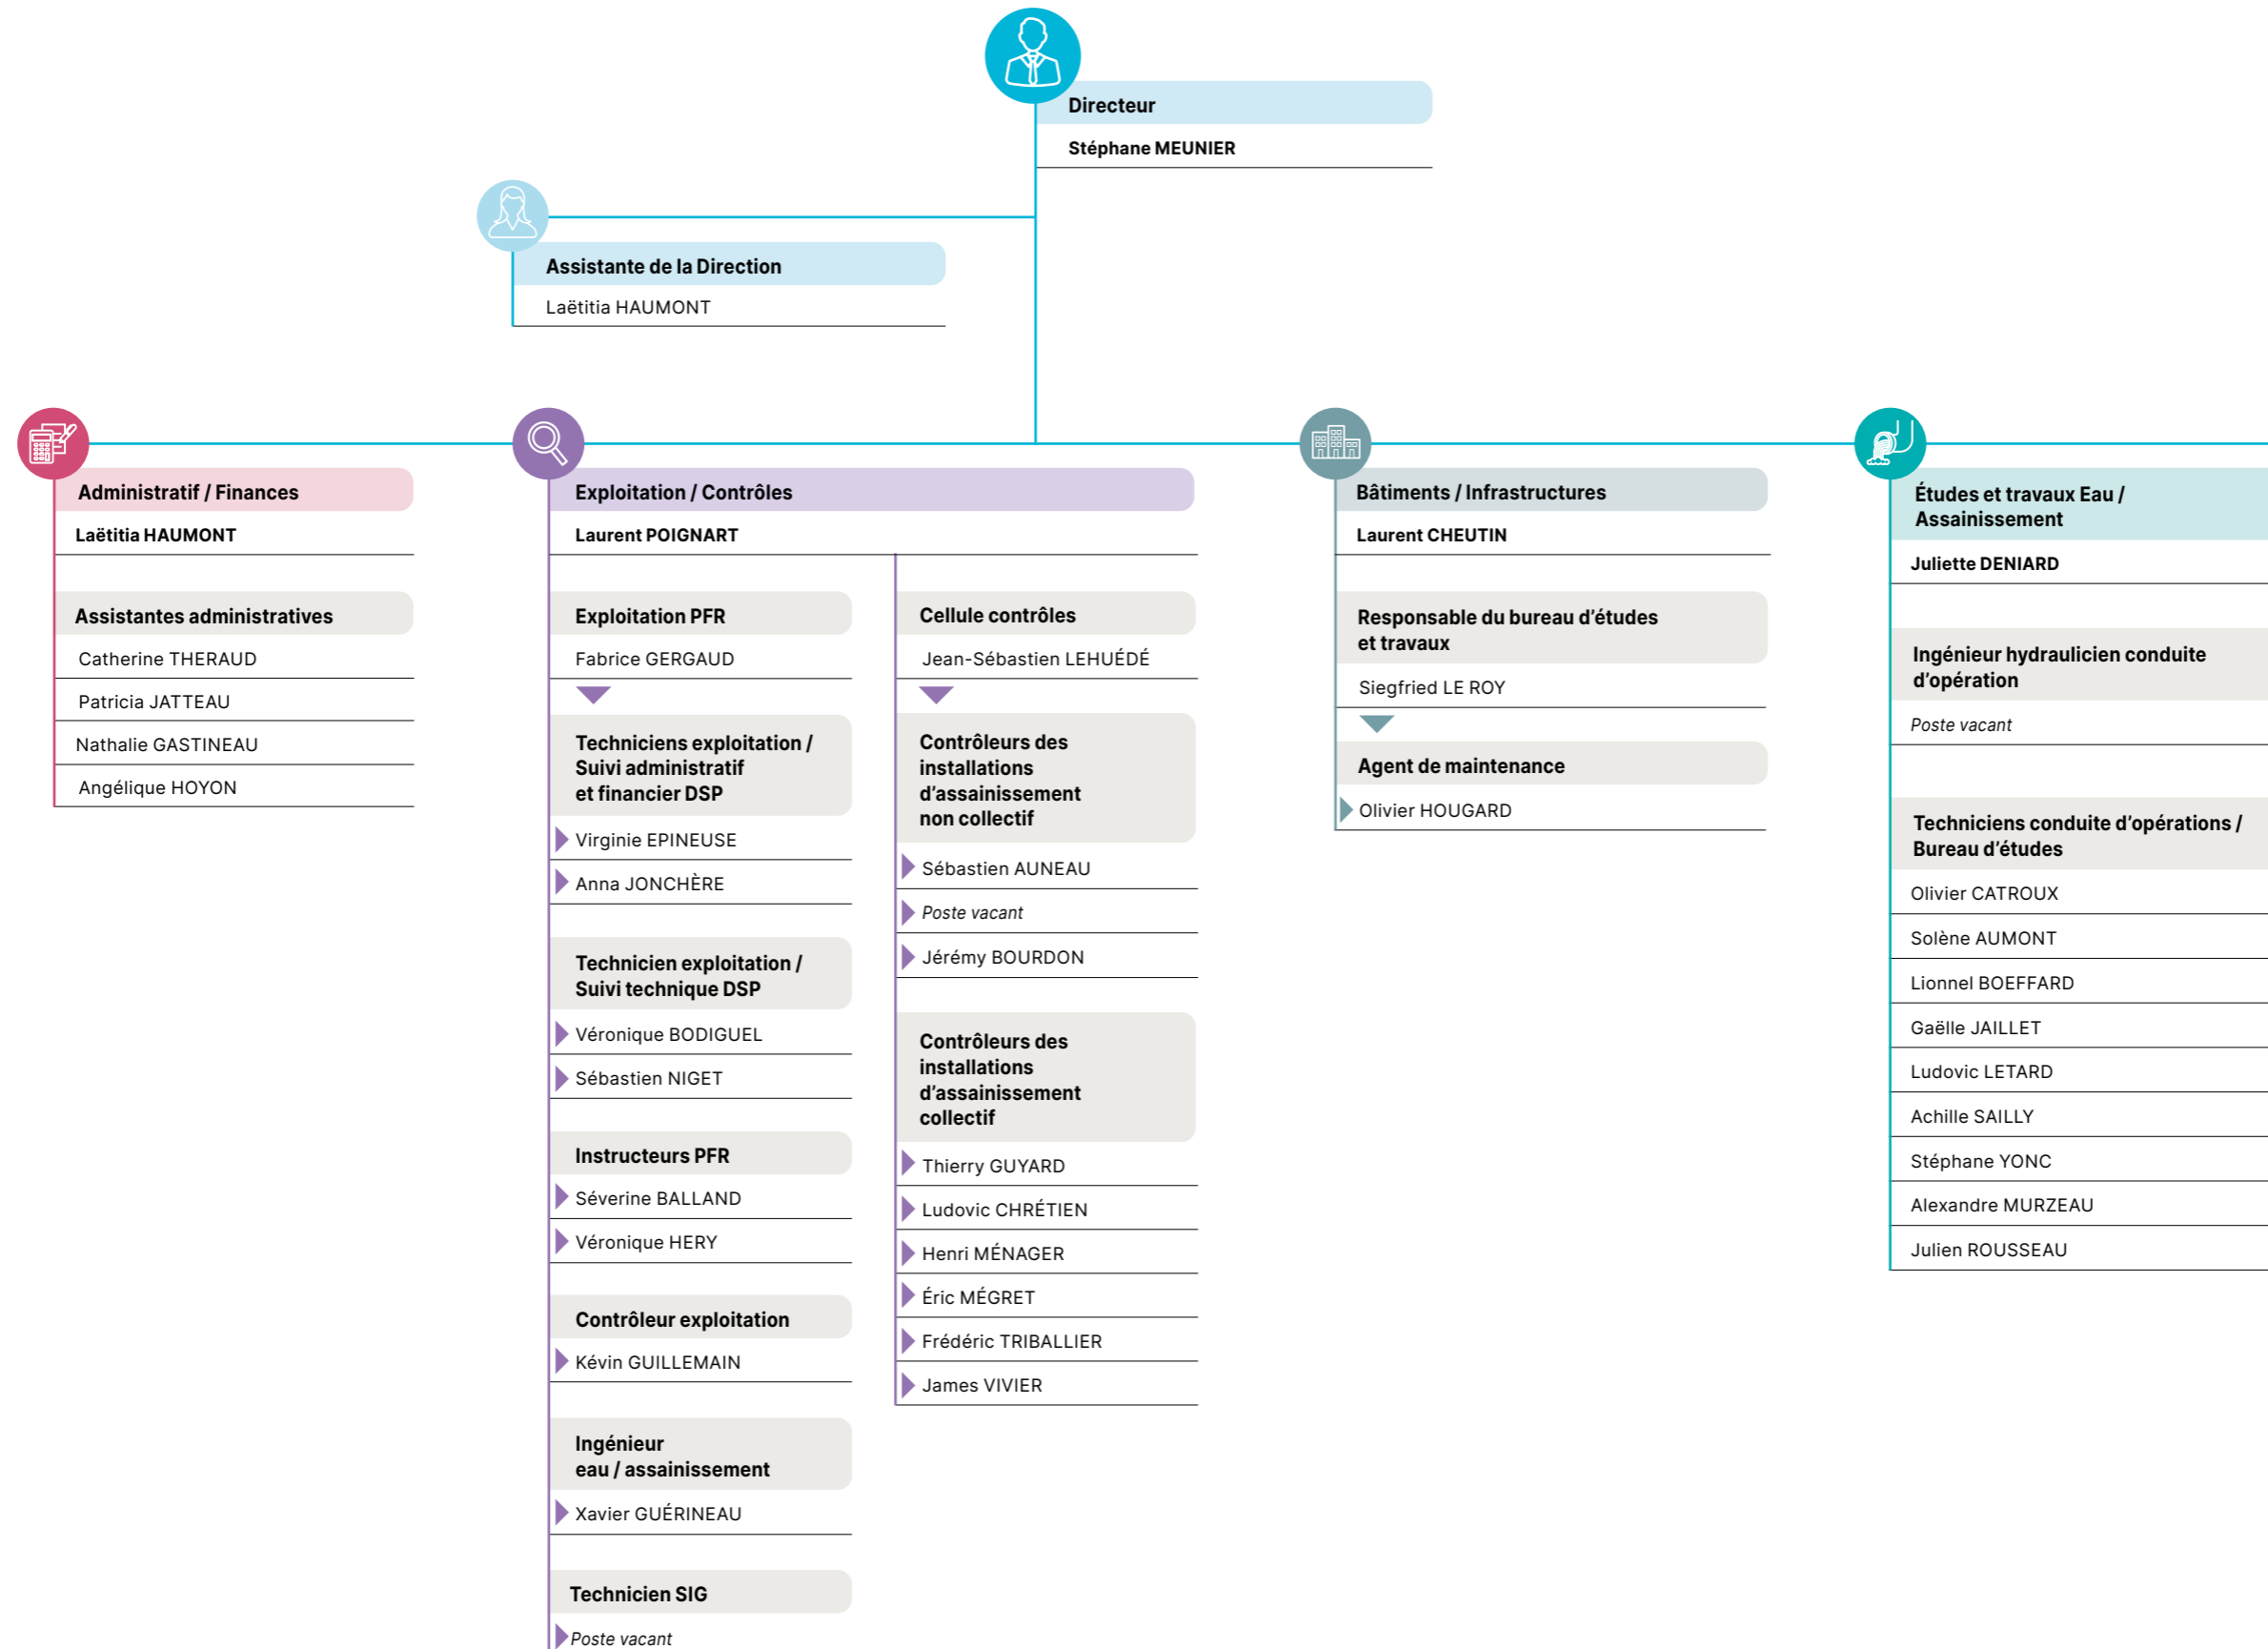 Directeur
Stéphane MEUNIER
Assistante de la Direction
Laëtitia HAUMONT
Administratif / Finances
Laëtitia HAUMONT
Assistantes administratives
Catherine THERAUD
Patricia JATTEAU
Nathalie GASTINEAU
Angélique HOYON
Exploitation / Contrôles
Laurent POIGNART
Exploitation PFR
Fabrice GERGAUD
Techniciens exploitation /
Suivi administratif
et financier DSP
Virginie EPINEUSE
Anna JONCHÈRE
Technicien exploitation /
Suivi technique DSP
Véronique BODIGUEL
Sébastien NIGET
Instructeurs PFR
Séverine BALLAND
Véronique HERY
Contrôleur exploitation
Kévin GUILLEMAIN
Ingénieur
eau / assainissement
Xavier GUÉRINEAU
Technicien SIG
Poste vacant
Cellule contrôles
Jean-Sébastien LEHUÉDÉ
Contrôleurs des
installations
d’assainissement
non collectif
Sébastien AUNEAU
Poste vacant
Jérémy BOURDON
Contrôleurs des
installations
d’assainissement
collectif
Thierry GUYARD
Ludovic CHRÉTIEN
Henri MÉNAGER
Éric MÉGRET
Frédéric TRIBALLIER
James VIVIER
Bâtiments / Infrastructures
Laurent CHEUTIN
Responsable du bureau d’études
et travaux
Siegfried LE ROY
Agent de maintenance
Olivier HOUGARD
Études et travaux Eau /
Assainissement
Juliette DENIARD
Ingénieur hydraulicien conduite
d’opération
Poste vacant
Techniciens conduite d’opérations /
Bureau d’études
Olivier CATROUX
Solène AUMONT
Lionnel BOEFFARD
Gaëlle JAILLET
Ludovic LETARD
Achille SAILLY
Stéphane YONC
Alexandre MURZEAU
Julien ROUSSEAU